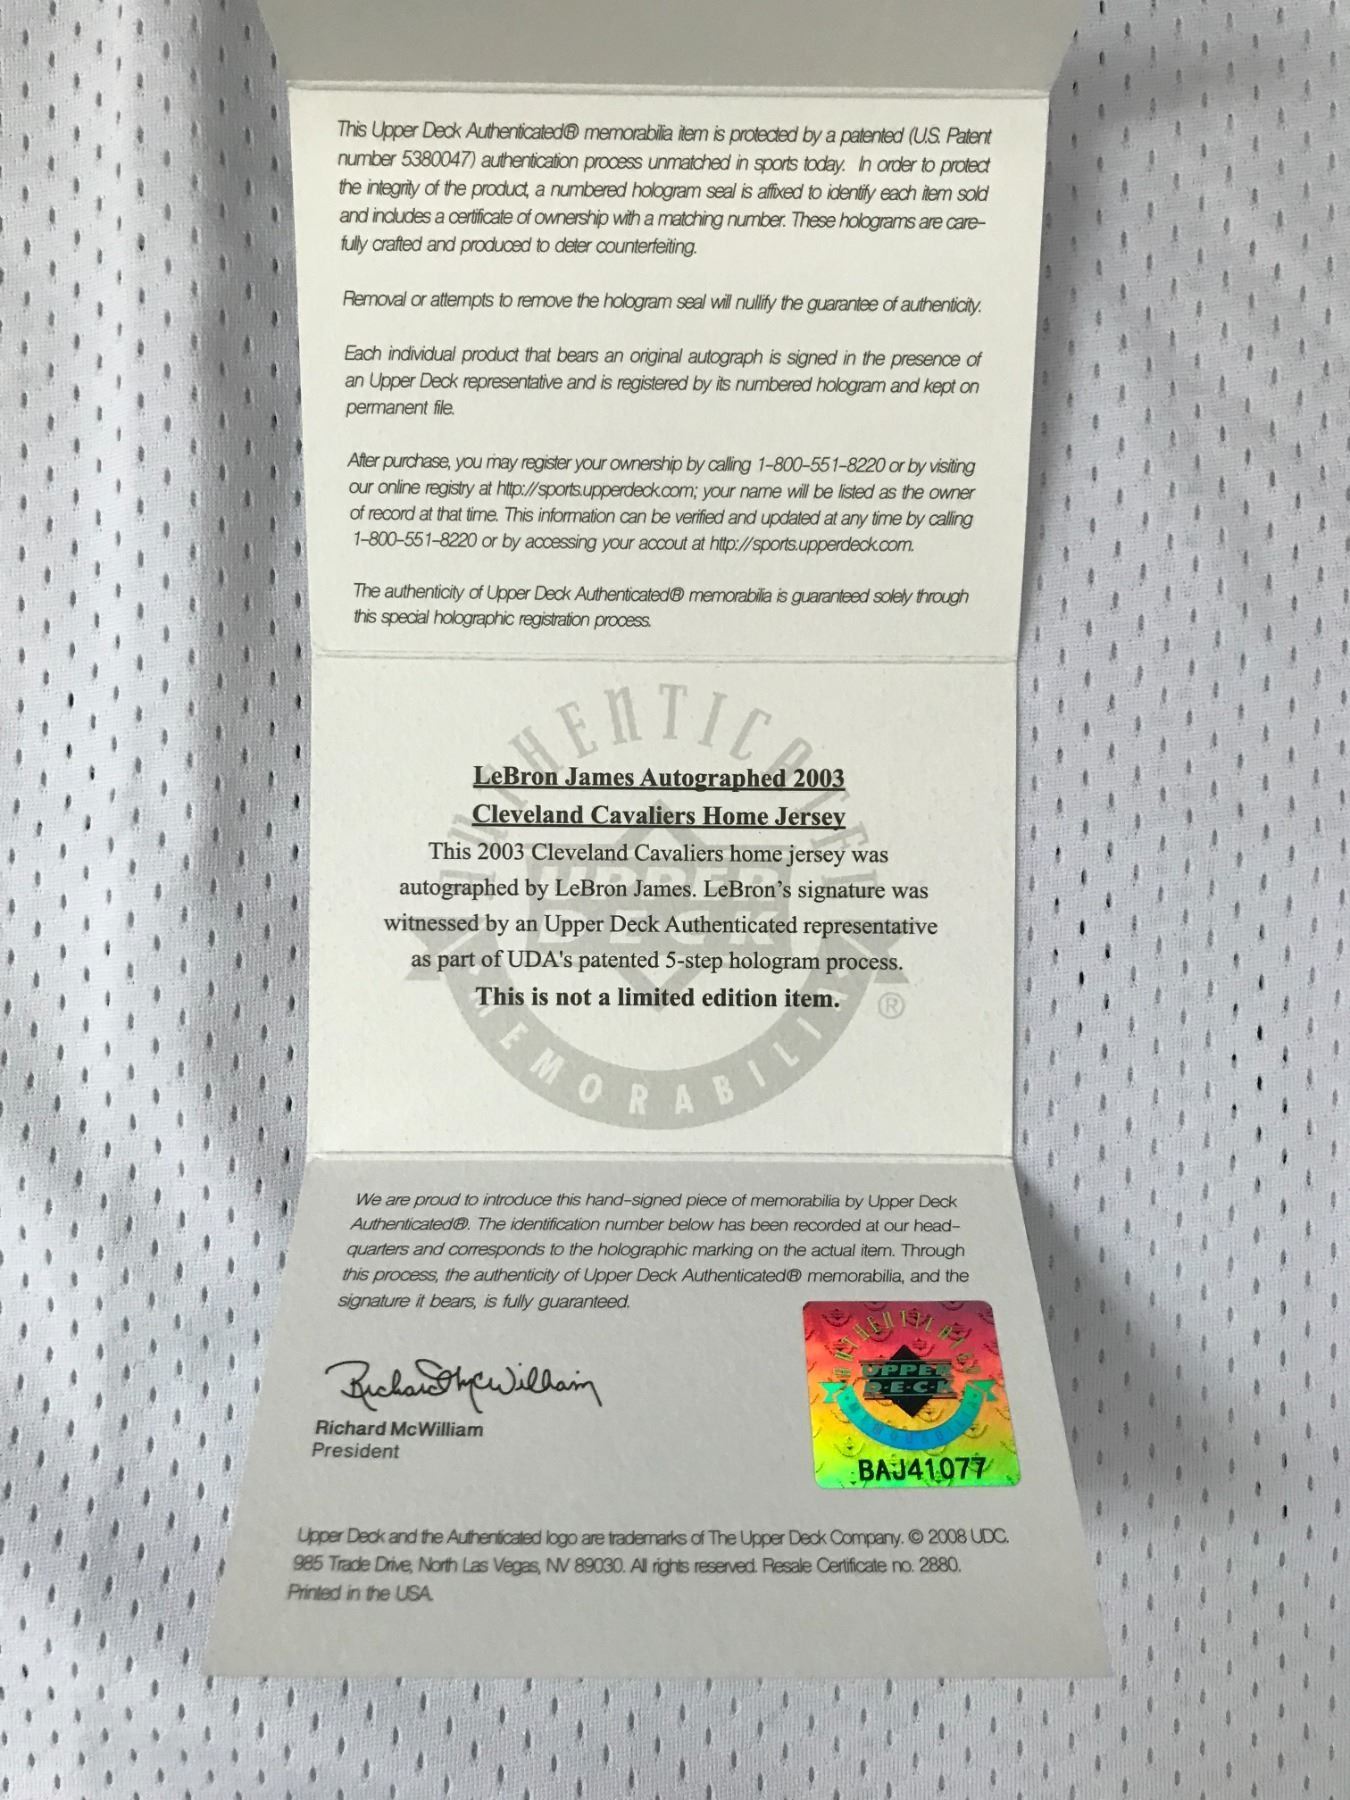 This Upper Deck Authenticated® memorabilia item is protected by a patented (U.S. Patent
number 5380047) authentication process unmatched in sports today. In order to protect
the integrity of the product, a numbered hologram seal is affixed to identify each item sold
and includes a certificate of ownership with a matching number. These holograms are care-
fully crafted and produced to deter counterfeiting.
Removal or attempts to remove the hologram seal will nullify the guarantee of authenticity.
Each individual product that bears an original autograph is signed in the presence of
an Upper Deck representative and is registered by its numbered hologram and kept on
permanent file.
After purchase, you may register your ownership by calling 1-800-551-8220 or by visiting
our online registry at http://sports.upperdeck.com; your name will be listed as the owner
of record at that time. This information can be verified and updated at any time by calling
1-800-551-8220 or by accessing your accout at http://sports.upperdeck.com.
The authenticity of Upper Deck Authenticated® memorabilia is guaranteed solely through
this special holographic registration process.
AUTHENTICATED
UPPER
DECK
MEMORABILIA
®
LeBron James Autographed 2003
Cleveland Cavaliers Home Jersey
This 2003 Cleveland Cavaliers home jersey was
autographed by LeBron James. LeBron's signature was
witnessed by an Upper Deck Authenticated representative
as part of UDA's patented 5-step hologram process.
This is not a limited edition item.
We are proud to introduce this hand-signed piece of memorabilia by Upper Deck
Authenticated®. The identification number below has been recorded at our head-
quarters and corresponds to the holographic marking on the actual item. Through
this process, the authenticity of Upper Deck Authenticated® memorabilia, and the
signature it bears, is fully guaranteed.
Richard McWilliam
Richard McWilliam
President
AUTHENTICATED
UPPER
D·E·C·K
MEMORABILIA
BAJ41077
Upper Deck and the Authenticated logo are trademarks of The Upper Deck Company. © 2008 UDC.
985 Trade Drive, North Las Vegas, NV 89030. All rights reserved. Resale Certificate no. 2880.
Printed in the USA.